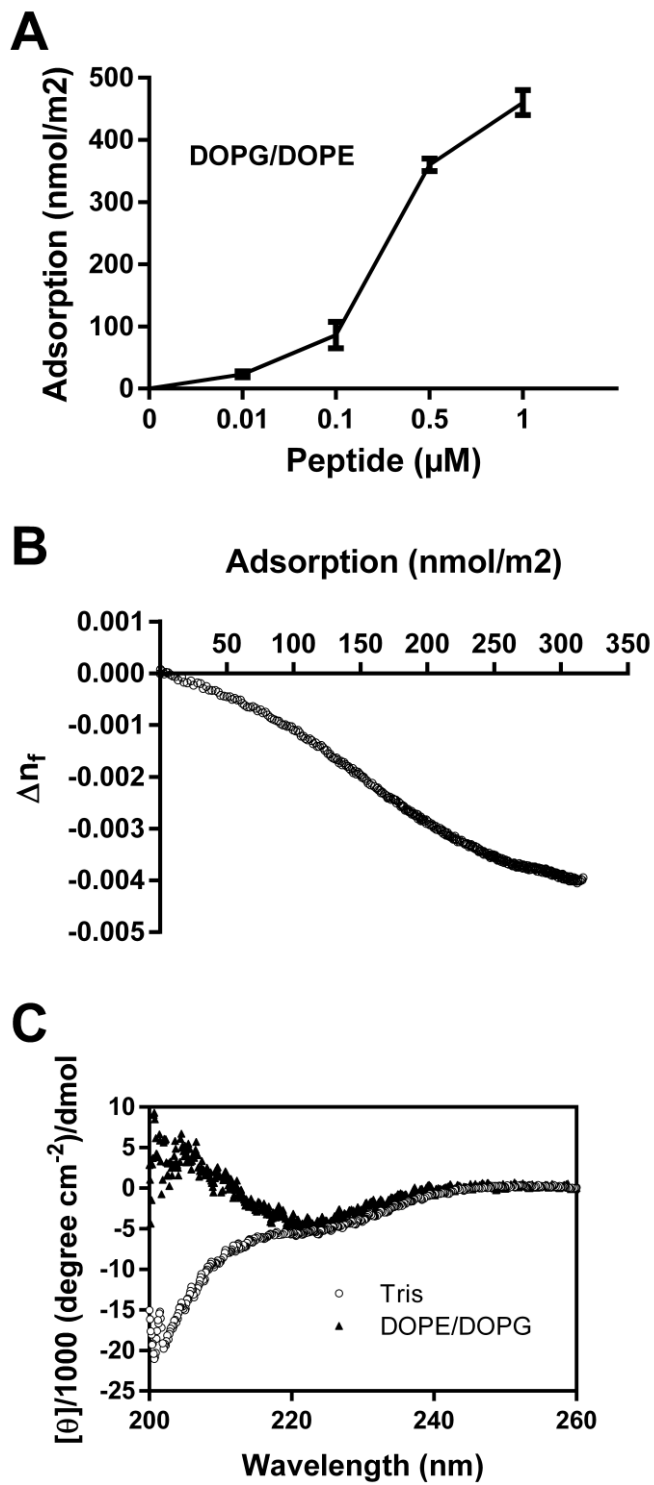 A
Adsorption (nmol/m2)
500
400
300
200
100
0
DOPG/DOPE
0 0.01 0.1 0.5 1
Peptide (µM)
B
Adsorption (nmol/m2)
50 100 150 200 250 300 350
Δnf
0.001
0.000
-0.001
-0.002
-0.003
-0.004
-0.005
C
[θ]/1000 (degree cm-2)/dmol
10
5
0
-5
-10
-15
-20
-25
Tris
DOPE/DOPG
200 220 240 260
Wavelength (nm)